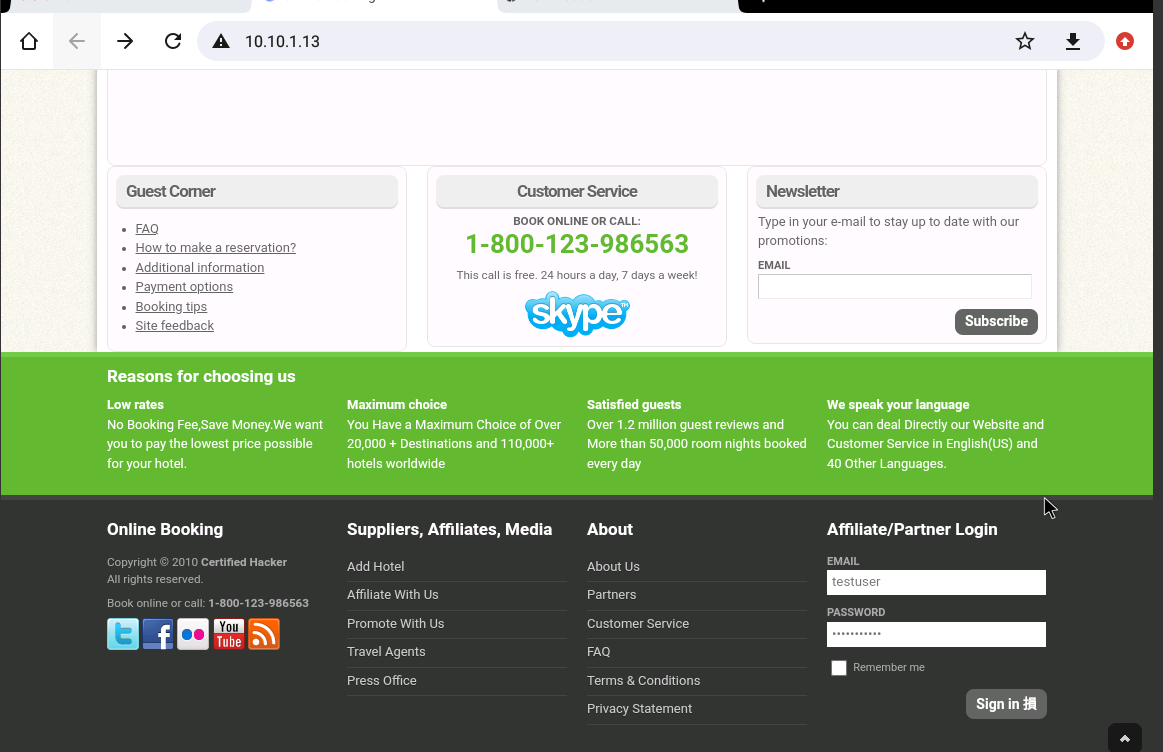 10.10.1.13
Guest Corner
FAQ
How to make a reservation?
Additional information
Payment options
Booking tips
Site feedback
Customer Service
BOOK ONLINE OR CALL:
1-800-123-986563
This call is free. 24 hours a day, 7 days a week!
skype
TM
Newsletter
Type in your e-mail to stay up to date with our
promotions:
EMAIL
Subscribe
Reasons for choosing us
Low rates
No Booking Fee,Save Money.We want
you to pay the lowest price possible
for your hotel.
Maximum choice
You Have a Maximum Choice of Over
20,000 + Destinations and 110,000+
hotels worldwide
Satisfied guests
Over 1.2 million guest reviews and
More than 50,000 room nights booked
every day
We speak your language
You can deal Directly our Website and
Customer Service in English(US) and
40 Other Languages.
Online Booking
Copyright © 2010 Certified Hacker
All rights reserved.
Book online or call: 1-800-123-986563
You
Tube
Suppliers, Affiliates, Media
Add Hotel
Affiliate With Us
Promote With Us
Travel Agents
Press Office
About
About Us
Partners
Customer Service
FAQ
Terms & Conditions
Privacy Statement
Affiliate/Partner Login
EMAIL
testuser
PASSWORD
•••••••••••
Remember me
Sign in 損